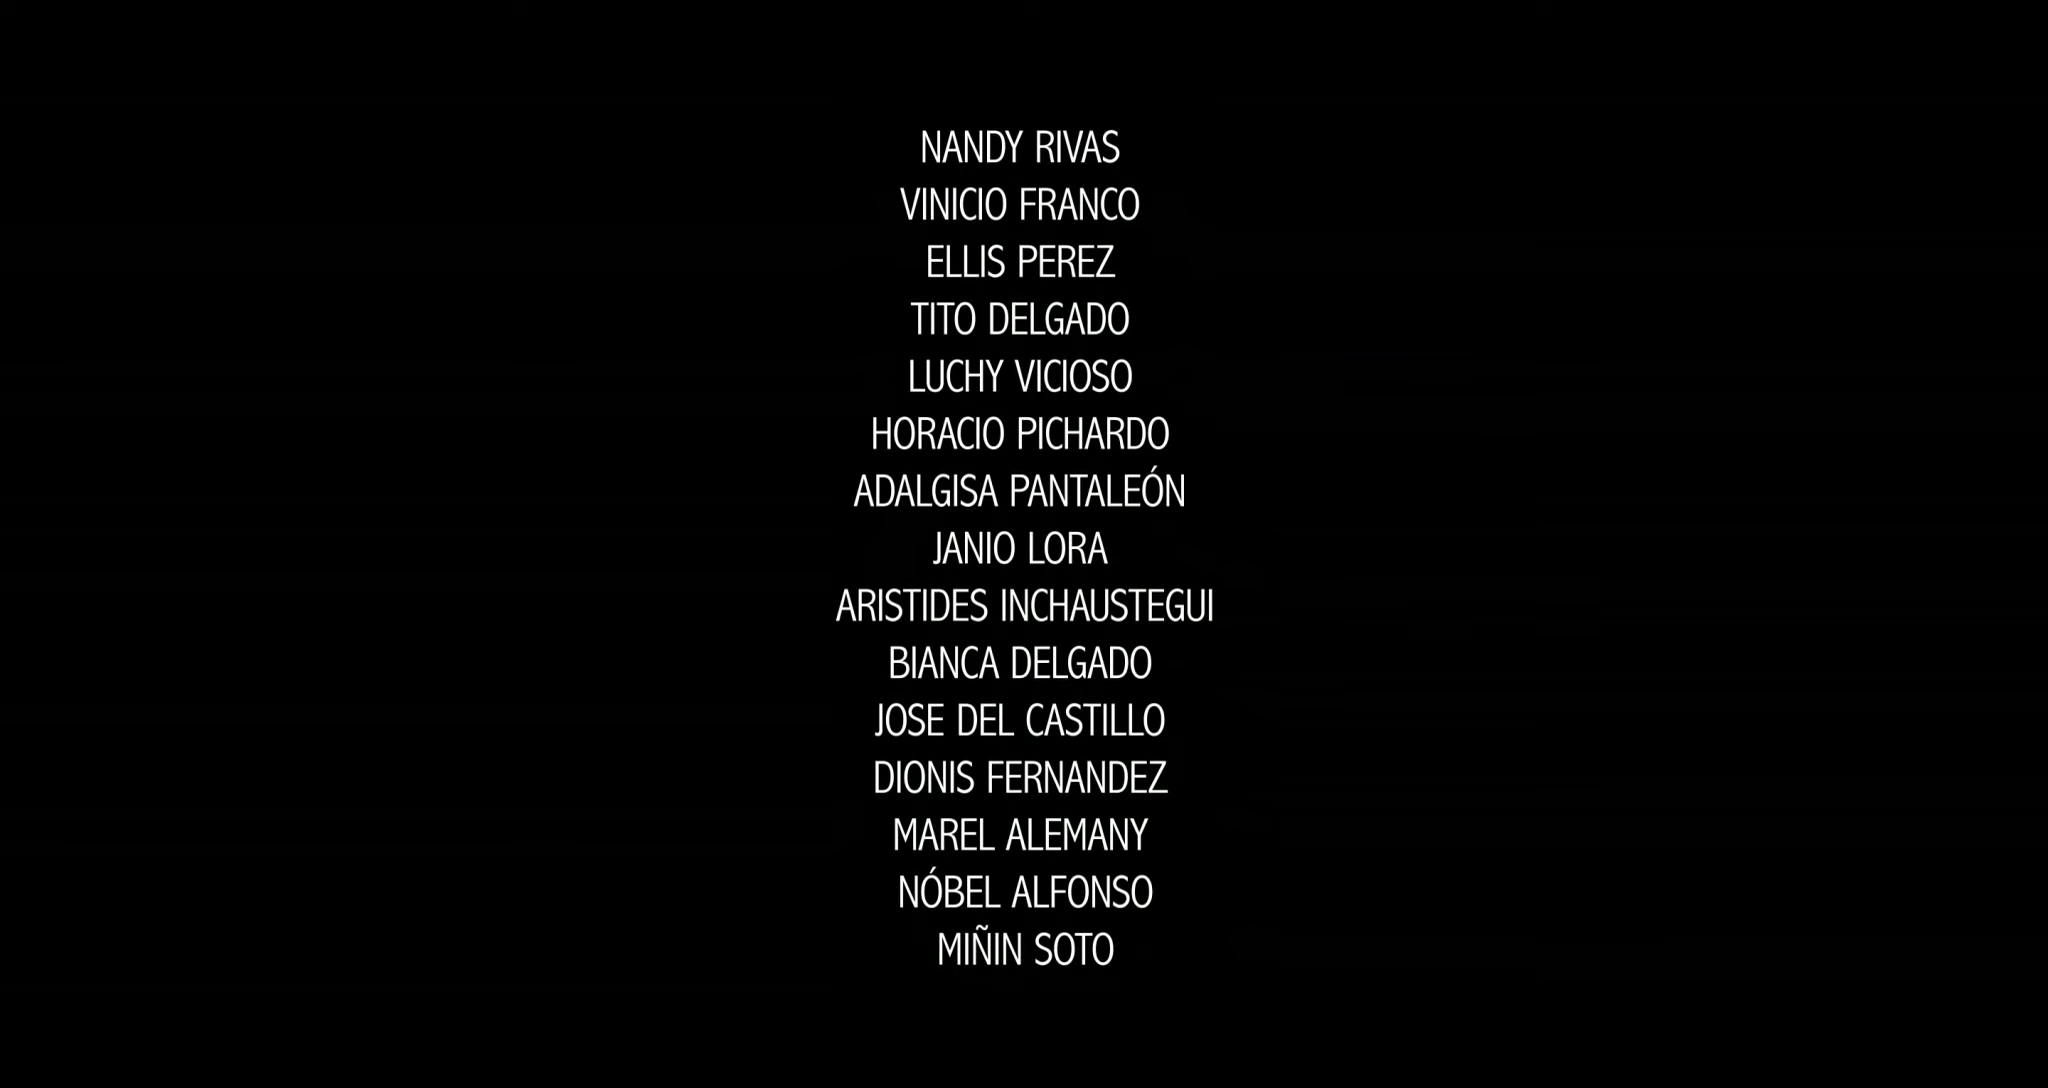 NANDY RIVAS
VINICIO FRANCO
ELLIS PEREZ
TITO DELGADO
LUCHY VICIOSO
HORACIO PICHARDO
ADALGISA PANTALEÓN
JANIO LORA
ARISTIDES INCHAUSTEGUI
BIANCA DELGADO
JOSE DEL CASTILLO
DIONIS FERNANDEZ
MAREL ALEMANY
NÓBEL ALFONSO
MIÑIN SOTO